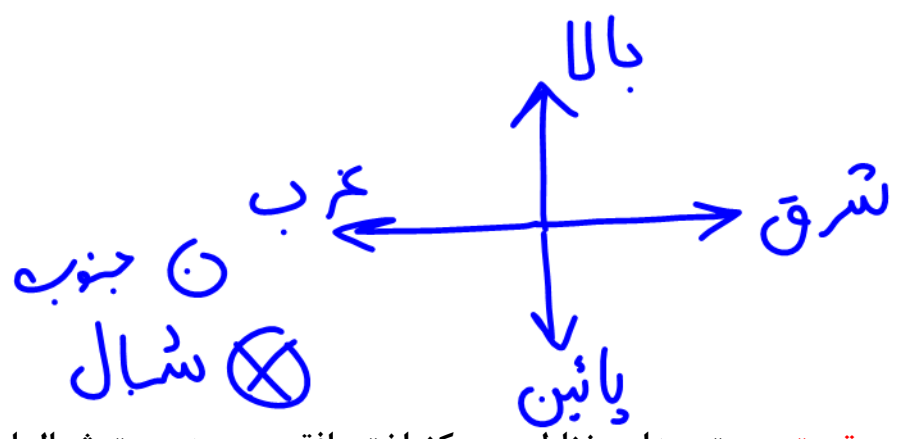 بالا
شرق
غرب
جنوب
شمال
پائین